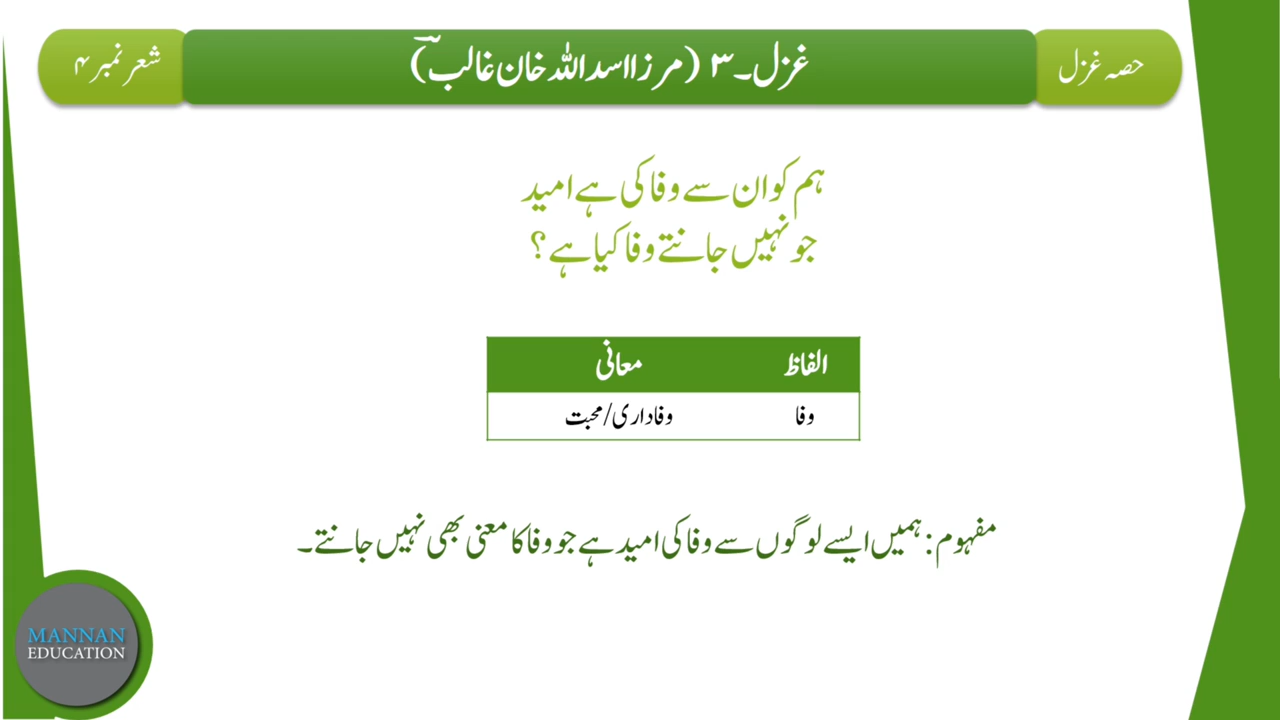 حصہ غزل
غزل۔۳ (مرزا اسد اللہ خان غالبؔ)
شعر نمبر ۴
ہم کو ان سے وفا کی ہے امید
جو نہیں جانتے وفا کیا ہے؟
الفاظ معانی
وفا وفاداری/محبت
مفہوم: ہمیں ایسے لوگوں سے وفا کی امید ہے جو وفا کا معنی بھی نہیں جانتے۔
MANNAN
EDUCATION